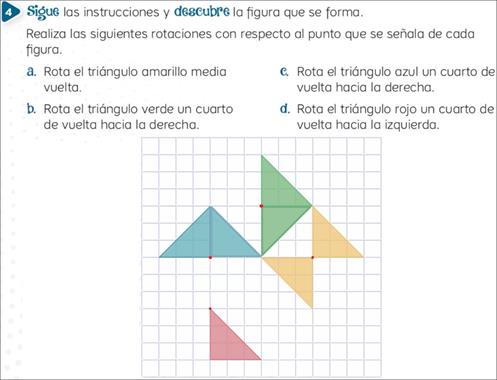 4 Sigue las instrucciones y descubre la figura que se forma.
Realiza las siguientes rotaciones con respecto al punto que se señala de cada
figura.
a. Rota el triángulo amarillo media
vuelta.
b. Rota el triángulo verde un cuarto
de vuelta hacia la derecha.
c. Rota el triángulo azul un cuarto de
vuelta hacia la derecha.
d. Rota el triángulo rojo un cuarto de
vuelta hacia la izquierda.